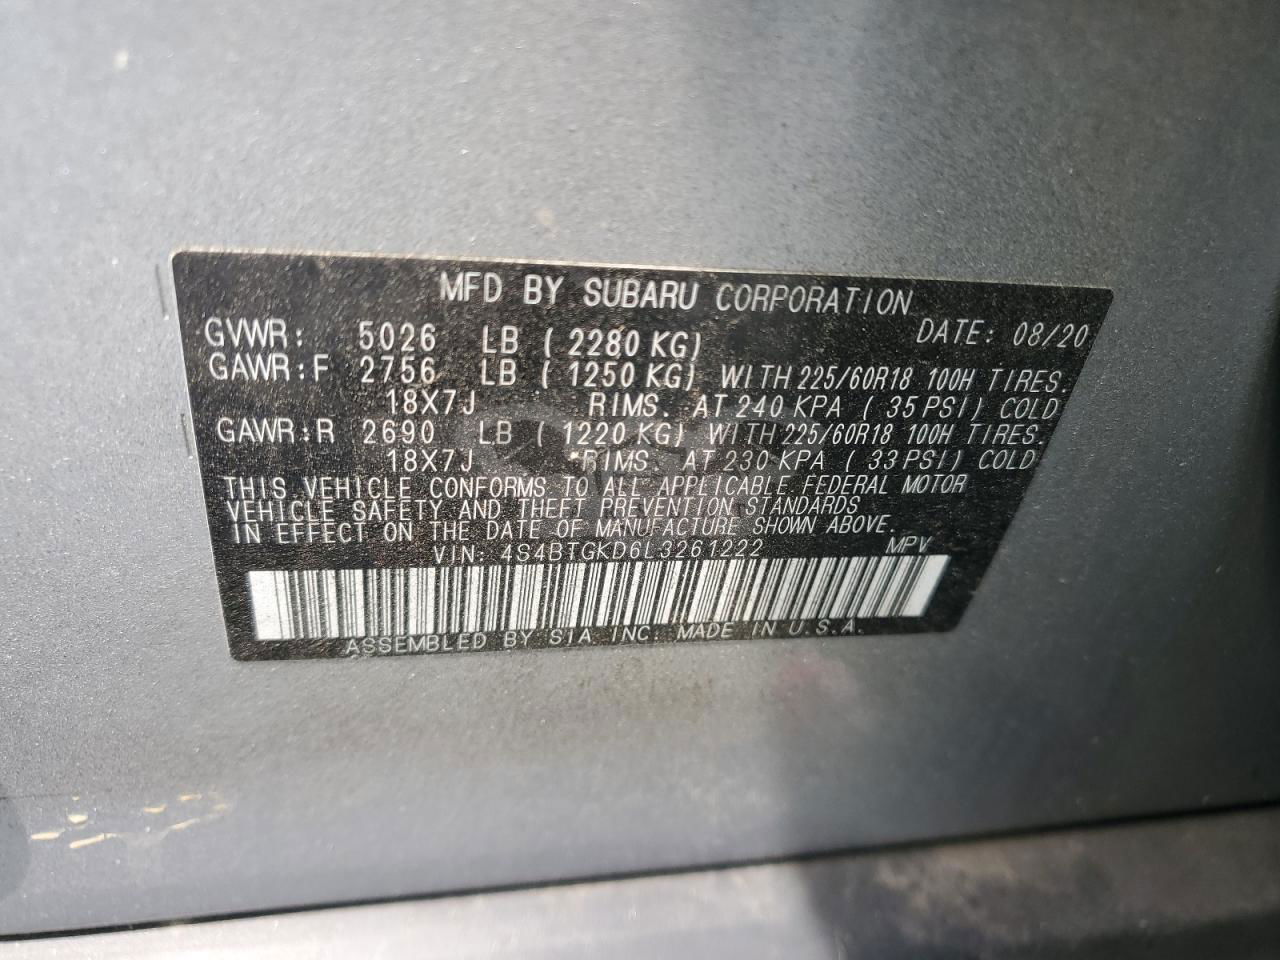 MFD BY SUBARU CORPORATION
GVWR: 5026 LB ( 2280 KG) DATE: 08/20
GAWR:F 2756 LB ( 1250 KG) WITH 225/60R18 100H TIRES.
18X7J RIMS. AT 240 KPA ( 35 PSI) COLD
GAWR:R 2690 LB ( 1220 KG) WITH 225/60R18 100H TIRES.
18X7J RIMS. AT 230 KPA ( 33 PSI) COLD
THIS VEHICLE CONFORMS TO ALL APPLICABLE FEDERAL MOTOR
VEHICLE SAFETY AND THEFT PREVENTION STANDARDS
IN EFFECT ON THE DATE OF MANUFACTURE SHOWN ABOVE.
VIN: 4S4BTGKD6L3261222 MPV
ASSEMBLED BY SIA INC. MADE IN U.S.A.